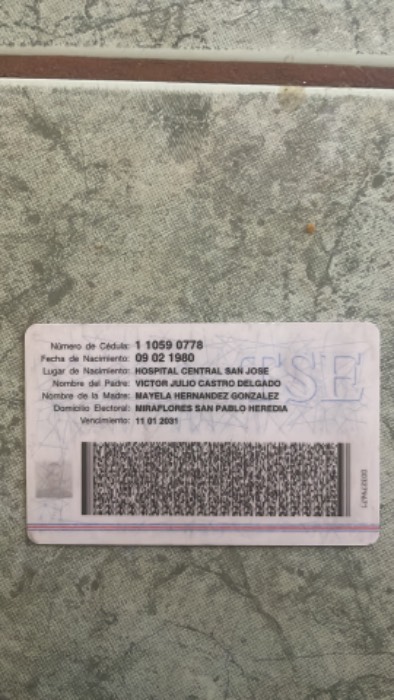 Número de Cédula: 1 1059 0778
Fecha de Nacimiento: 09 02 1980
Lugar de Nacimiento: HOSPITAL CENTRAL SAN JOSE
Nombre del Padre: VICTOR JULIO CASTRO DELGADO
Nombre de la Madre: MAYELA HERNANDEZ GONZALEZ
Domicilio Electoral: MIRAFLORES SAN PABLO HEREDIA
Vencimiento: 11 01 2031
TSE